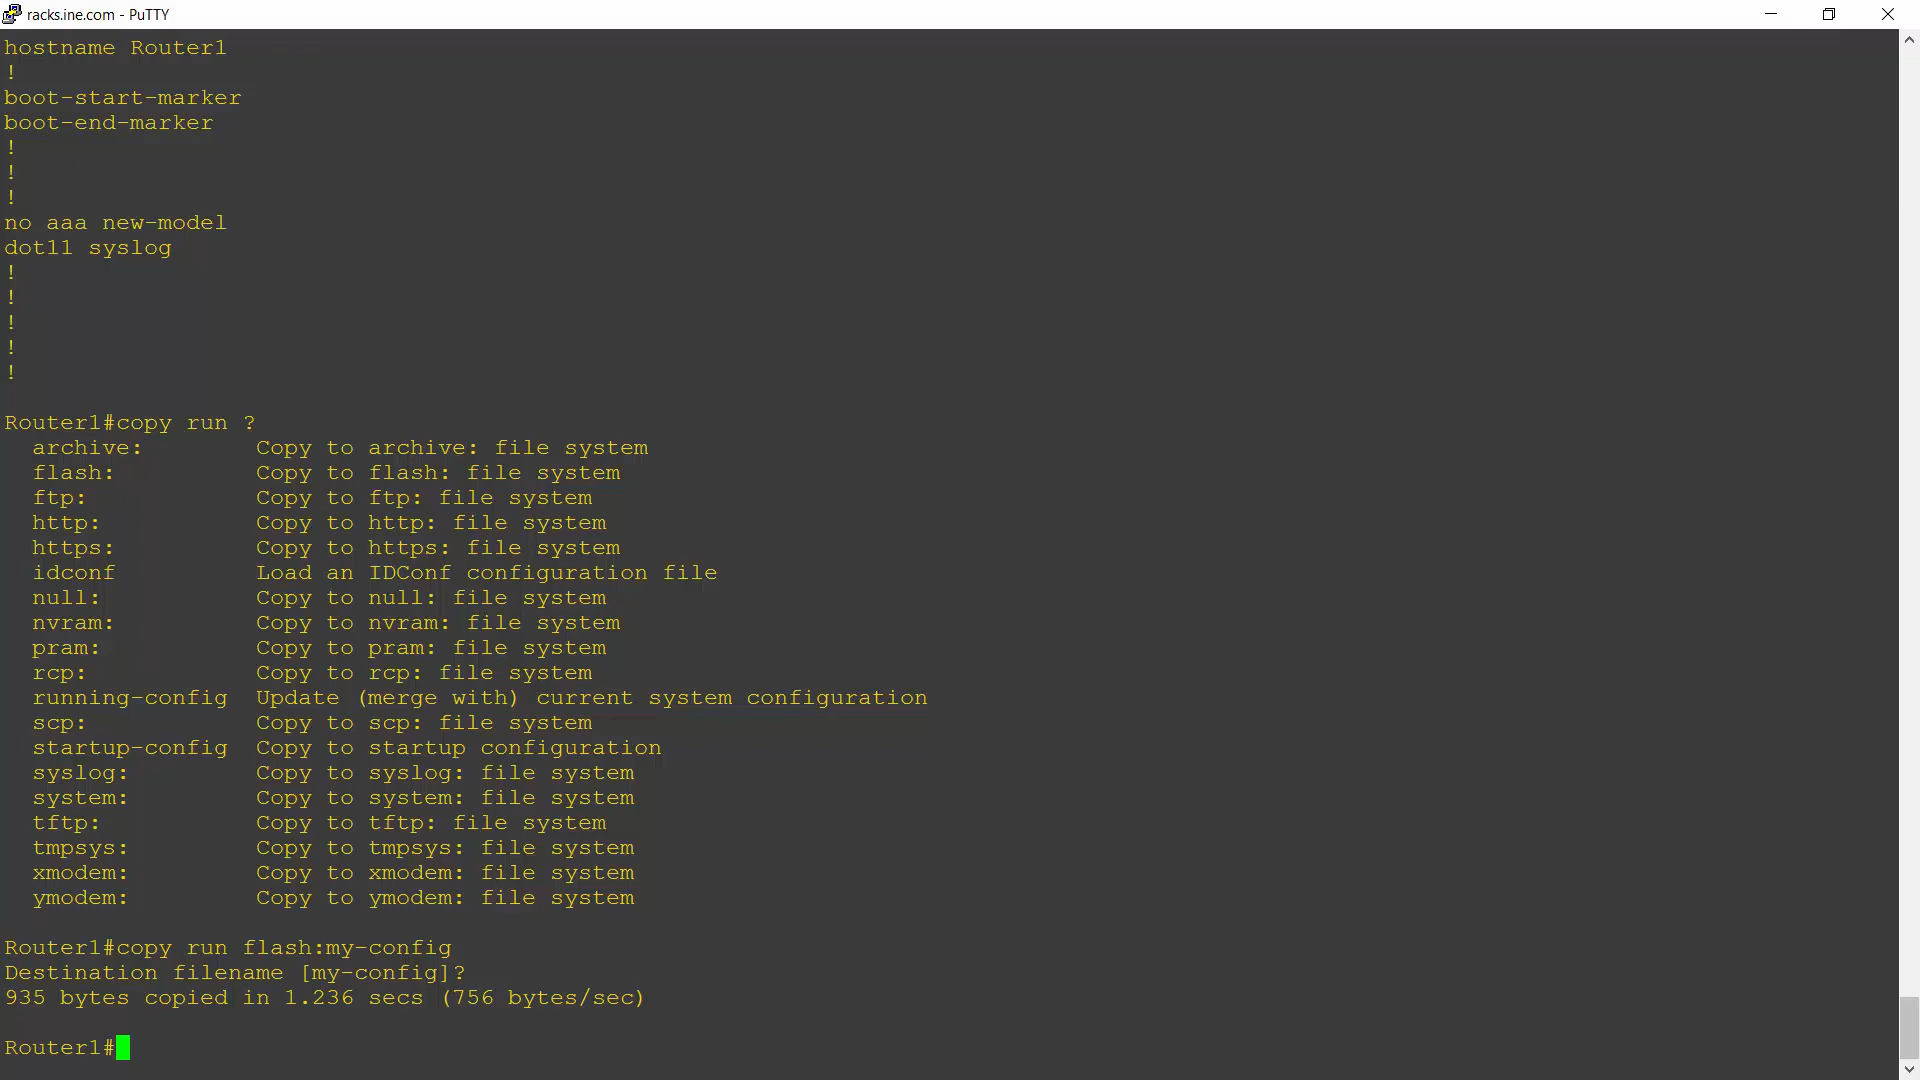 racks.ine.com - PuTTY
hostname Router1
!
boot-start-marker
boot-end-marker
!
!
!
no aaa new-model
dot11 syslog
!
!
!
!
!
Router1#copy run ?
  archive:        Copy to archive: file system
  flash:          Copy to flash: file system
  ftp:            Copy to ftp: file system
  http:           Copy to http: file system
  https:          Copy to https: file system
  idconf          Load an IDConf configuration file
  null:           Copy to null: file system
  nvram:          Copy to nvram: file system
  pram:           Copy to pram: file system
  rcp:            Copy to rcp: file system
  running-config  Update (merge with) current system configuration
  scp:            Copy to scp: file system
  startup-config  Copy to startup configuration
  syslog:         Copy to syslog: file system
  system:         Copy to system: file system
  tftp:           Copy to tftp: file system
  tmpsys:         Copy to tmpsys: file system
  xmodem:         Copy to xmodem: file system
  ymodem:         Copy to ymodem: file system
Router1#copy run flash:my-config
Destination filename [my-config]?
935 bytes copied in 1.236 secs (756 bytes/sec)
Router1#